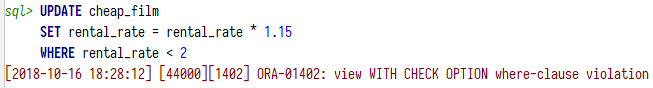 sql> UPDATE cheap_film
SET rental_rate = rental_rate * 1.15
WHERE rental_rate < 2
[2018-10-16 18:28:12] [44000][1402] ORA-01402: view WITH CHECK OPTION where-clause violation